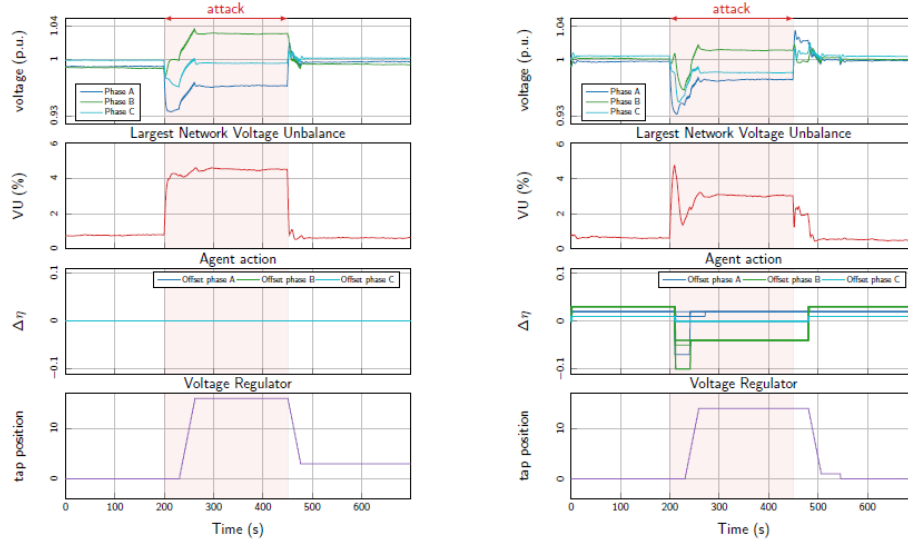 attack
voltage (p.u.)
1.04
1
0.93
Phase A
Phase B
Phase C
Largest Network Voltage Unbalance
VU (%)
6
4
2
0
Agent action
Offset phase A Offset phase B Offset phase C
Δη
0.1
0
−0.1
Voltage Regulator
tap position
10
0
0 100 200 300 400 500 600
Time (s)
attack
voltage (p.u.)
1.04
1
0.93
Phase A
Phase B
Phase C
Largest Network Voltage Unbalance
VU (%)
6
4
2
0
Agent action
Offset phase A Offset phase B Offset phase C
Δη
0.1
0
−0.1
Voltage Regulator
tap position
10
0
0 100 200 300 400 500 600
Time (s)